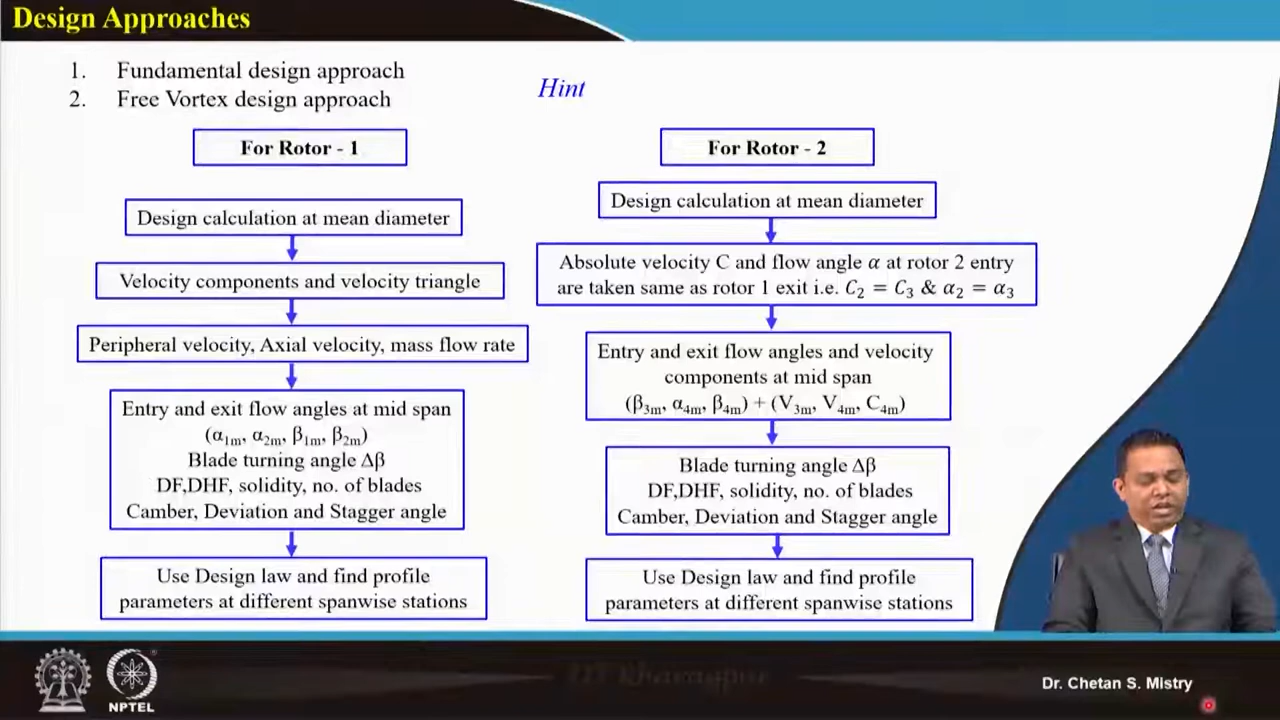 Design Approaches
1. Fundamental design approach
2. Free Vortex design approach
Hint
For Rotor - 1
Design calculation at mean diameter
Velocity components and velocity triangle
Peripheral velocity, Axial velocity, mass flow rate
Entry and exit flow angles at mid span
(α1m, α2m, β1m, β2m)
Blade turning angle Δβ
DF,DHF, solidity, no. of blades
Camber, Deviation and Stagger angle
Use Design law and find profile
parameters at different spanwise stations
For Rotor - 2
Design calculation at mean diameter
Absolute velocity C and flow angle α at rotor 2 entry
are taken same as rotor 1 exit i.e. C2 = C3 & α2 = α3
Entry and exit flow angles and velocity
components at mid span
(β3m, α4m, β4m) + (V3m, V4m, C4m)
Blade turning angle Δβ
DF,DHF, solidity, no. of blades
Camber, Deviation and Stagger angle
Use Design law and find profile
parameters at different spanwise stations
NPTEL
IIT Kharagpur
Dr. Chetan S. Mistry